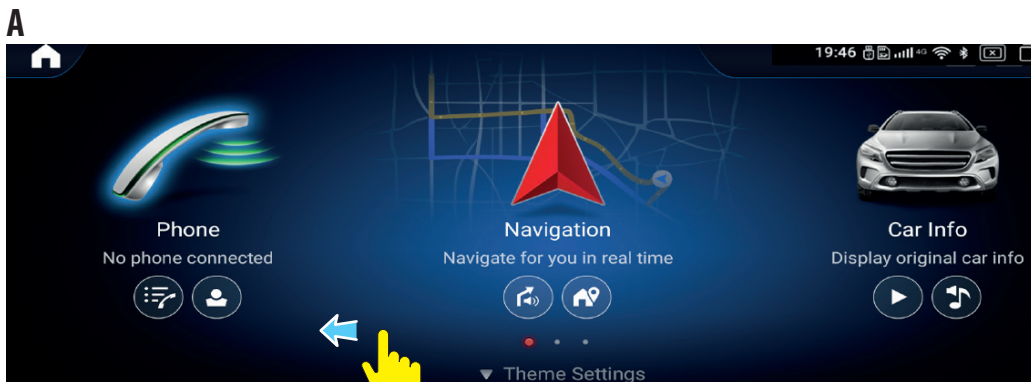 A
19:46 4G
Phone
No phone connected
Navigation
Navigate for you in real time
Car Info
Display original car info
Theme Settings